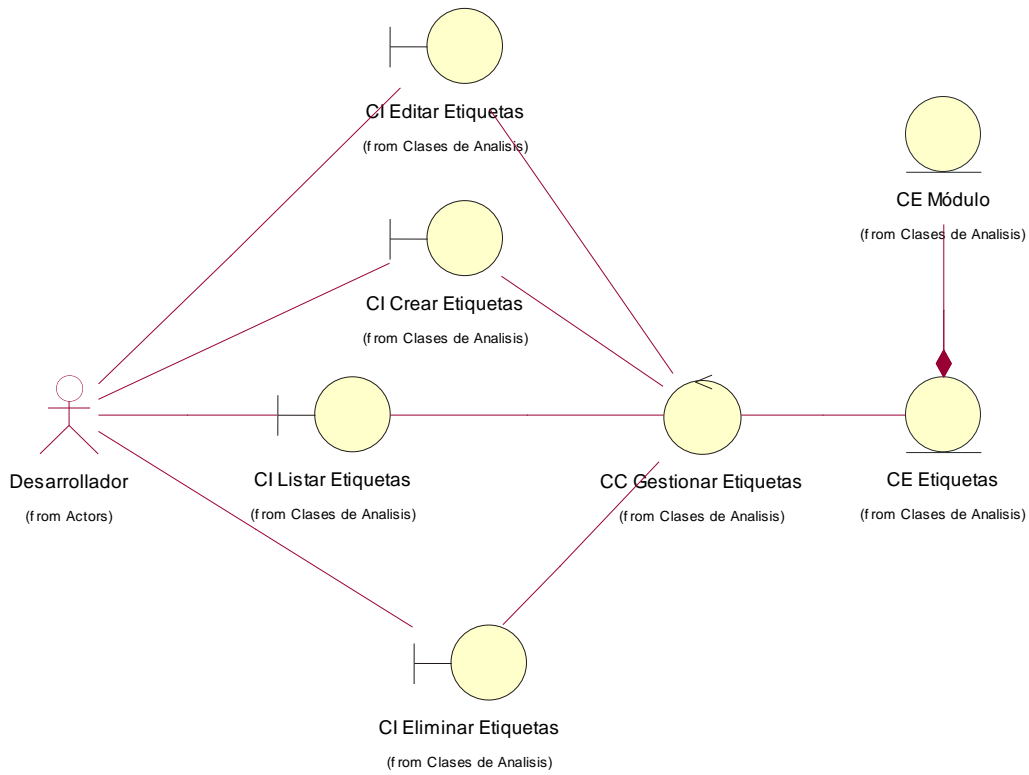 CI Editar Etiquetas
(from Clases de Analisis)
CE Módulo
(from Clases de Analisis)
CI Crear Etiquetas
(from Clases de Analisis)
Desarrollador
(from Actors)
CI Listar Etiquetas
(from Clases de Analisis)
CC Gestionar Etiquetas
(from Clases de Analisis)
CE Etiquetas
(from Clases de Analisis)
CI Eliminar Etiquetas
(from Clases de Analisis)